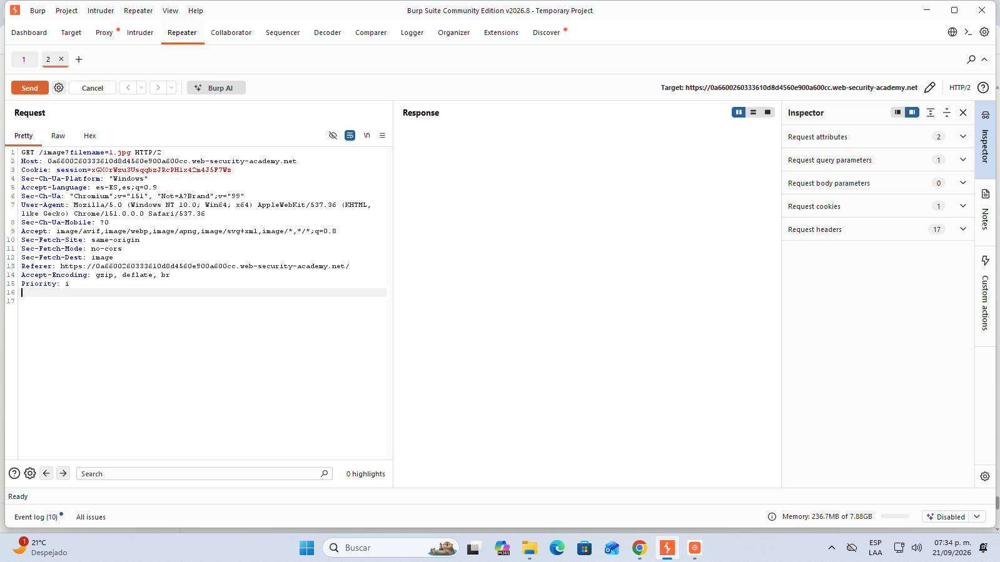 Burp Project Intruder Repeater View Help
Burp Suite Community Edition v2026.8 - Temporary Project
Dashboard Target Proxy Intruder Repeater Collaborator Sequencer Decoder Comparer Logger Organizer Extensions Discover
1 2
Send Cancel Burp AI
Target: https://0a6600260333610d8d4560e900a600cc.web-security-academy.net HTTP/2
Request
Pretty Raw Hex
\n
1 GET /image?filename=1.jpg HTTP/2
2 Host: 0a6600260333610d8d4560e900a600cc.web-security-academy.net
3 Cookie: session=xGX0rWzu3UsqqbzJRcPHlx42m4J5F7Wz
4 Sec-Ch-Ua-Platform: "Windows"
5 Accept-Language: es-ES,es;q=0.9
6 Sec-Ch-Ua: "Chromium";v="151", "Not=A?Brand";v="99"
7 User-Agent: Mozilla/5.0 (Windows NT 10.0; Win64; x64) AppleWebKit/537.36 (KHTML,
like Gecko) Chrome/151.0.0.0 Safari/537.36
8 Sec-Ch-Ua-Mobile: ?0
9 Accept: image/avif,image/webp,image/apng,image/svg+xml,image/*,*/*;q=0.8
10 Sec-Fetch-Site: same-origin
11 Sec-Fetch-Mode: no-cors
12 Sec-Fetch-Dest: image
13 Referer: https://0a6600260333610d8d4560e900a600cc.web-security-academy.net/
14 Accept-Encoding: gzip, deflate, br
15 Priority: i
16
17
Search
0 highlights
Response
Inspector
Request attributes 2
Request query parameters 1
Request body parameters 0
Request cookies 1
Request headers 17
Inspector
Notes
Custom actions
Ready
Event log (10) All issues
Memory: 236.7MB of 7.88GB
Disabled
1
21°C
Despejado
Buscar
M365
ESP
LAA
07:34 p. m.
21/09/2026